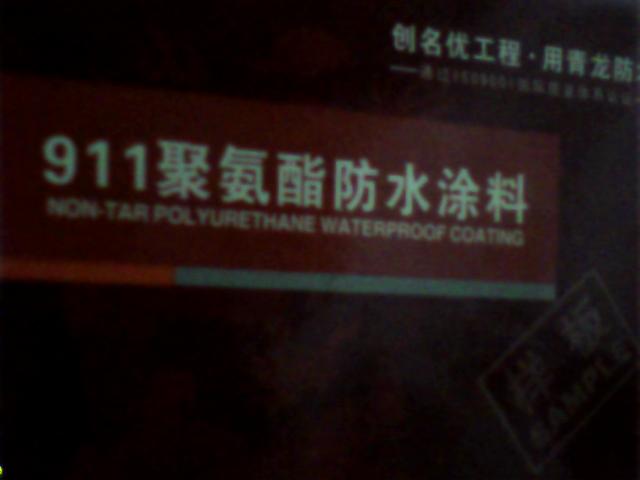 创名优工程·用青龙防
911聚氨酯防水涂料
NON-TAR POLYURETHANE WATERPROOF COATING
样板
SAMPLE